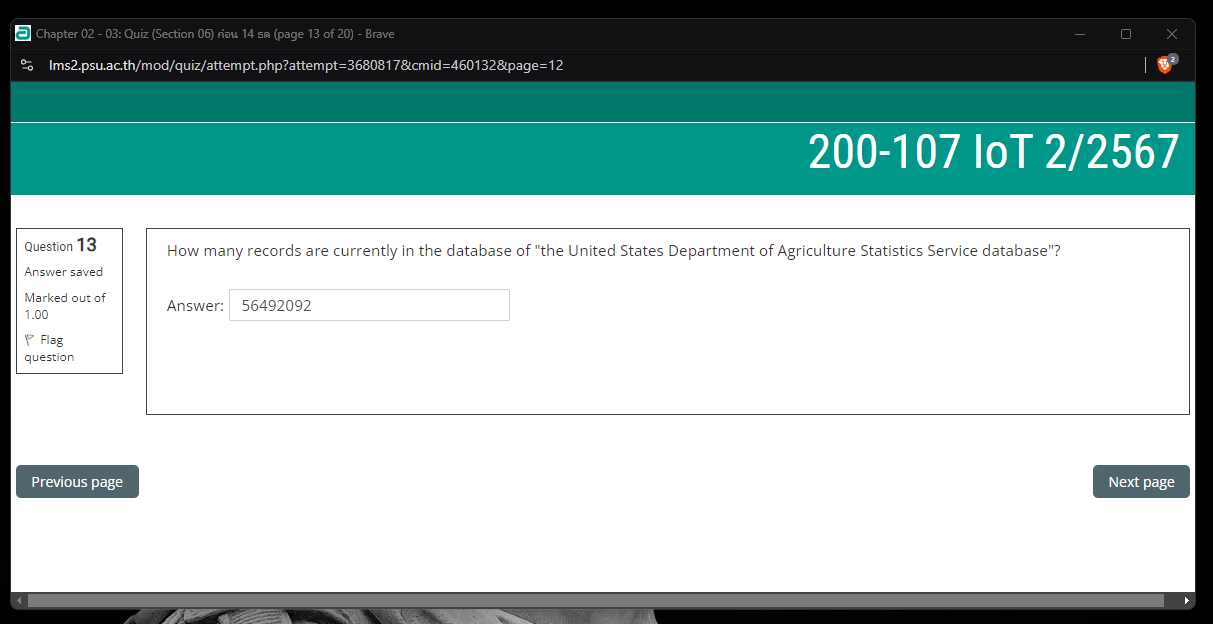 Chapter 02 - 03: Quiz (Section 06) ก่อน 14 ธค (page 13 of 20) - Brave
lms2.psu.ac.th/mod/quiz/attempt.php?attempt=3680817&cmid=460132&page=12
2
200-107 IoT 2/2567
Question 13
Answer saved
Marked out of
1.00
Flag
question
How many records are currently in the database of "the United States Department of Agriculture Statistics Service database"?
Answer: 56492092
Previous page
Next page